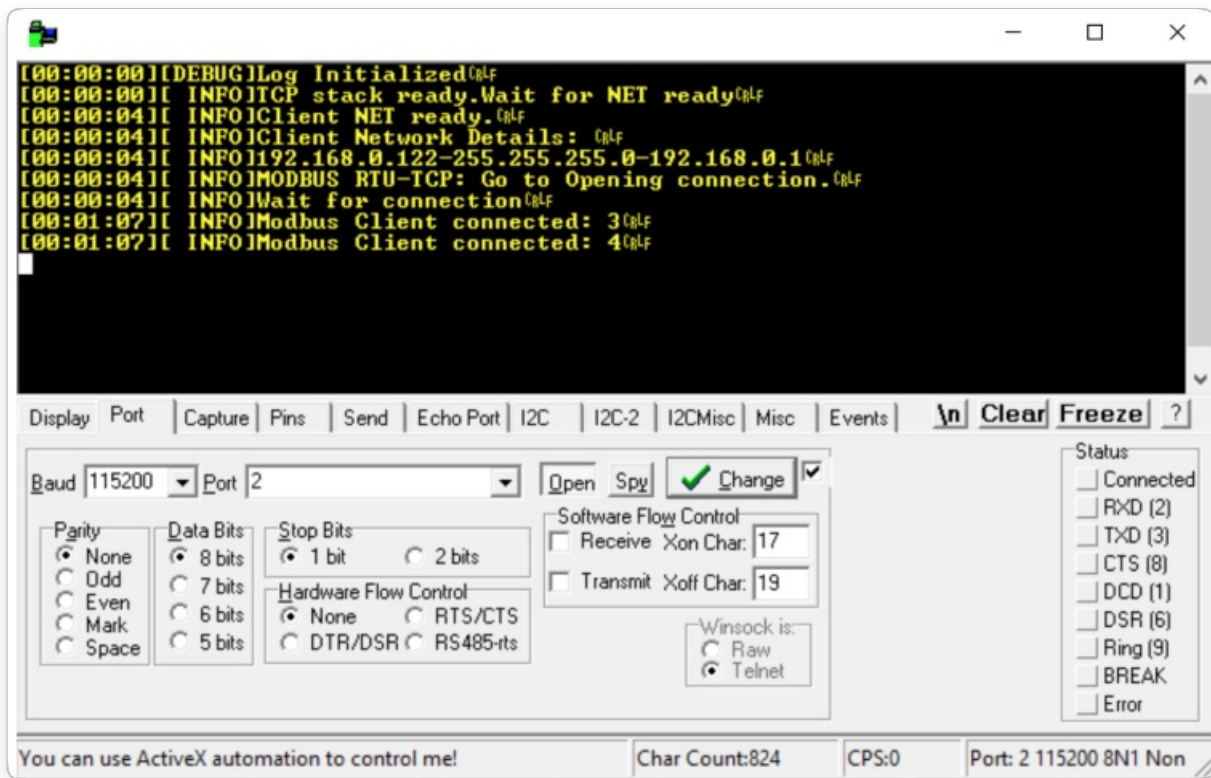 [00:00:00][DEBUG]Log InitializedCRLF
[00:00:00][ INFO]TCP stack ready.Wait for NET readyCRLF
[00:00:04][ INFO]Client NET ready.CRLF
[00:00:04][ INFO]Client Network Details: CRLF
[00:00:04][ INFO]192.168.0.122-255.255.255.0-192.168.0.1CRLF
[00:00:04][ INFO]MODBUS RTU-TCP: Go to Opening connection.CRLF
[00:00:04][ INFO]Wait for connectionCRLF
[00:01:07][ INFO]Modbus Client connected: 3CRLF
[00:01:07][ INFO]Modbus Client connected: 4CRLF
Display Port Capture Pins Send Echo Port I2C I2C-2 I2CMisc Misc Events \n Clear Freeze ?
Baud 115200 Port 2 Open Spy Change
Parity
None
Odd
Even
Mark
Space
Data Bits
8 bits
7 bits
6 bits
5 bits
Stop Bits
1 bit 2 bits
Hardware Flow Control
None RTS/CTS
DTR/DSR RS485-rts
Software Flow Control
Receive Xon Char: 17
Transmit Xoff Char: 19
Winsock is:
Raw
Telnet
Status
Connected
RXD (2)
TXD (3)
CTS (8)
DCD (1)
DSR (6)
Ring (9)
BREAK
Error
You can use ActiveX automation to control me! Char Count:824 CPS:0 Port: 2 115200 8N1 Non